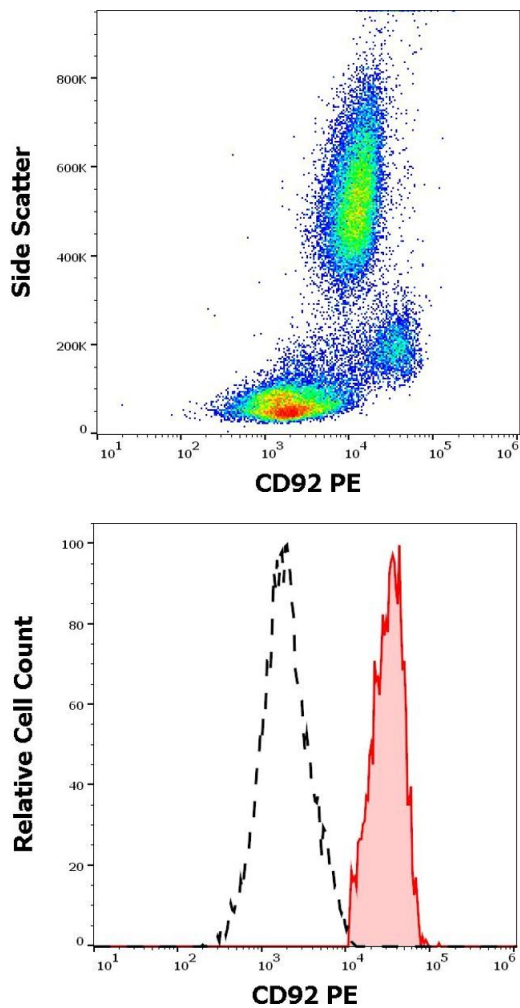 Side Scatter
800K
600K
400K
200K
0
10¹ 10² 10³ 10⁴ 10⁵ 10⁶
CD92 PE
Relative Cell Count
100
80
60
40
20
0
10¹ 10² 10³ 10⁴ 10⁵ 10⁶
CD92 PE